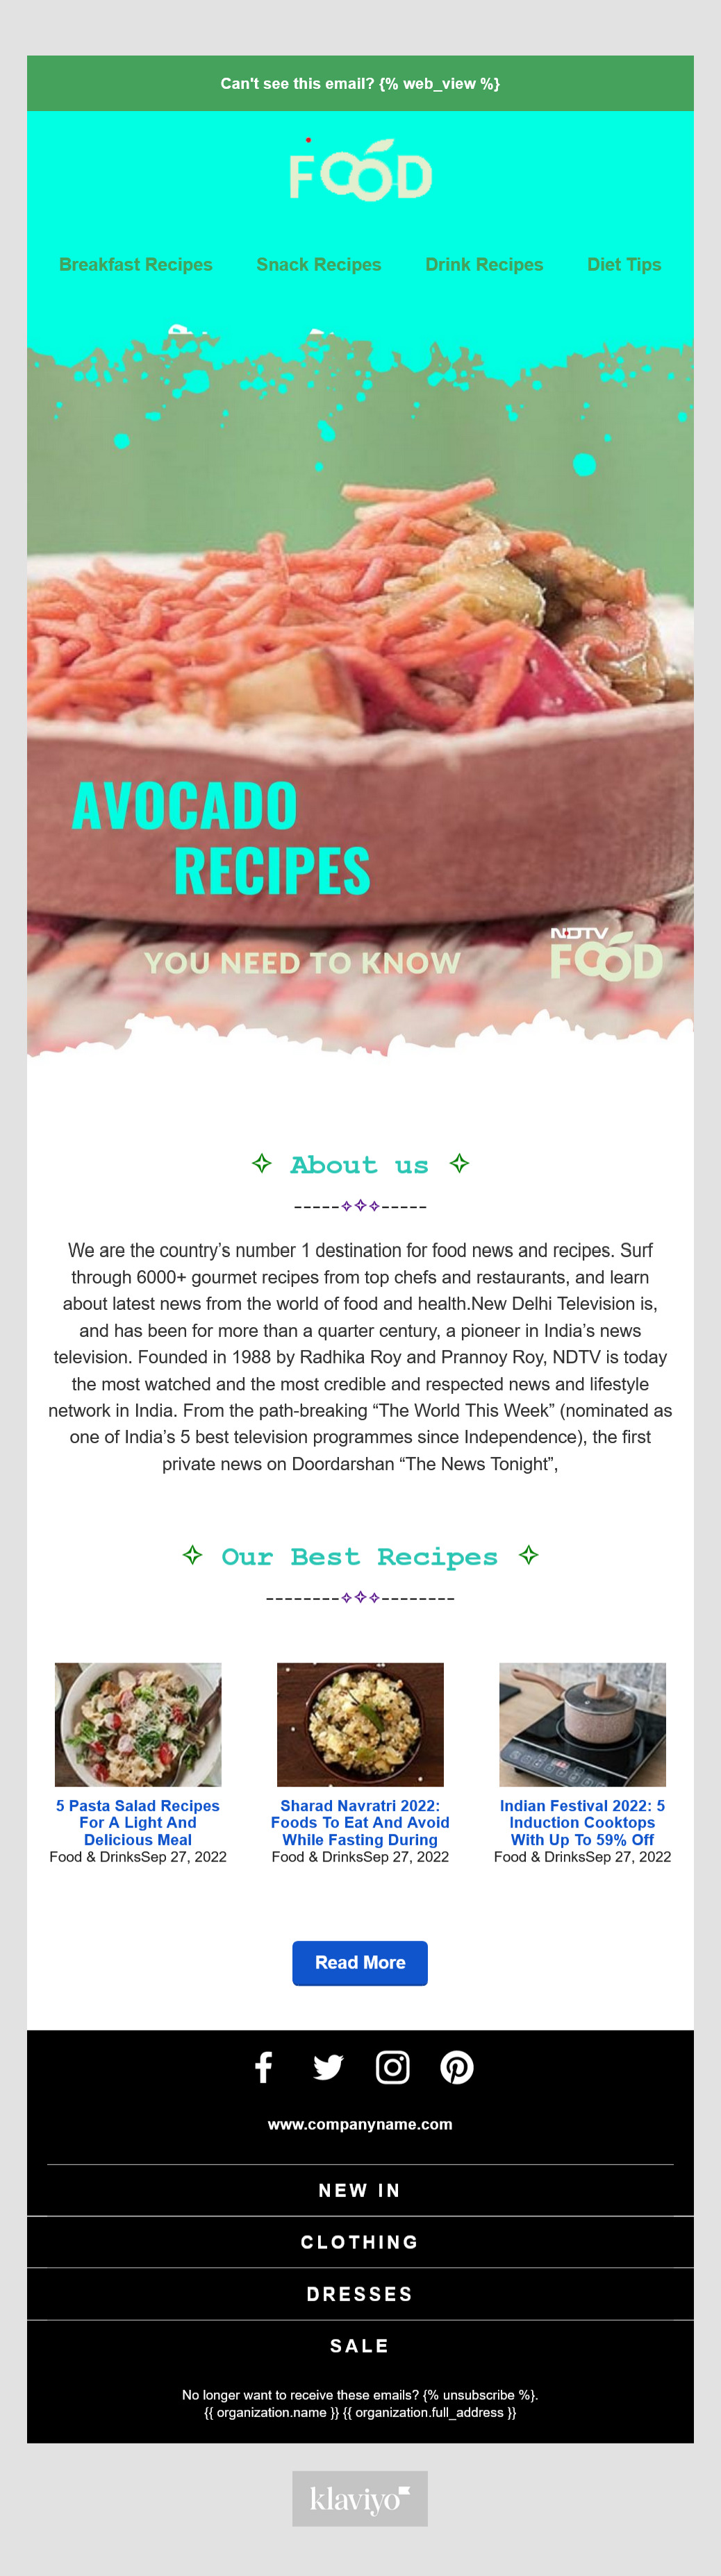 Can't see this email? {% web_view %}
FOOD
Breakfast Recipes Snack Recipes Drink Recipes Diet Tips
AVOCADO
RECIPES
YOU NEED TO KNOW
NDTV
FOOD
✧ About us ✧
-----✧✧✧-----
We are the country’s number 1 destination for food news and recipes. Surf
through 6000+ gourmet recipes from top chefs and restaurants, and learn
about latest news from the world of food and health.New Delhi Television is,
and has been for more than a quarter century, a pioneer in India’s news
television. Founded in 1988 by Radhika Roy and Prannoy Roy, NDTV is today
the most watched and the most credible and respected news and lifestyle
network in India. From the path-breaking “The World This Week” (nominated as
one of India’s 5 best television programmes since Independence), the first
private news on Doordarshan “The News Tonight”,
✧ Our Best Recipes ✧
--------✧✧✧--------
5 Pasta Salad Recipes
For A Light And
Delicious Meal
Food & DrinksSep 27, 2022
Sharad Navratri 2022:
Foods To Eat And Avoid
While Fasting During
Food & DrinksSep 27, 2022
Indian Festival 2022: 5
Induction Cooktops
With Up To 59% Off
Food & DrinksSep 27, 2022
Read More
www.companyname.com
NEW IN
CLOTHING
DRESSES
SALE
No longer want to receive these emails? {% unsubscribe %}.
{{ organization.name }} {{ organization.full_address }}
klaviyo